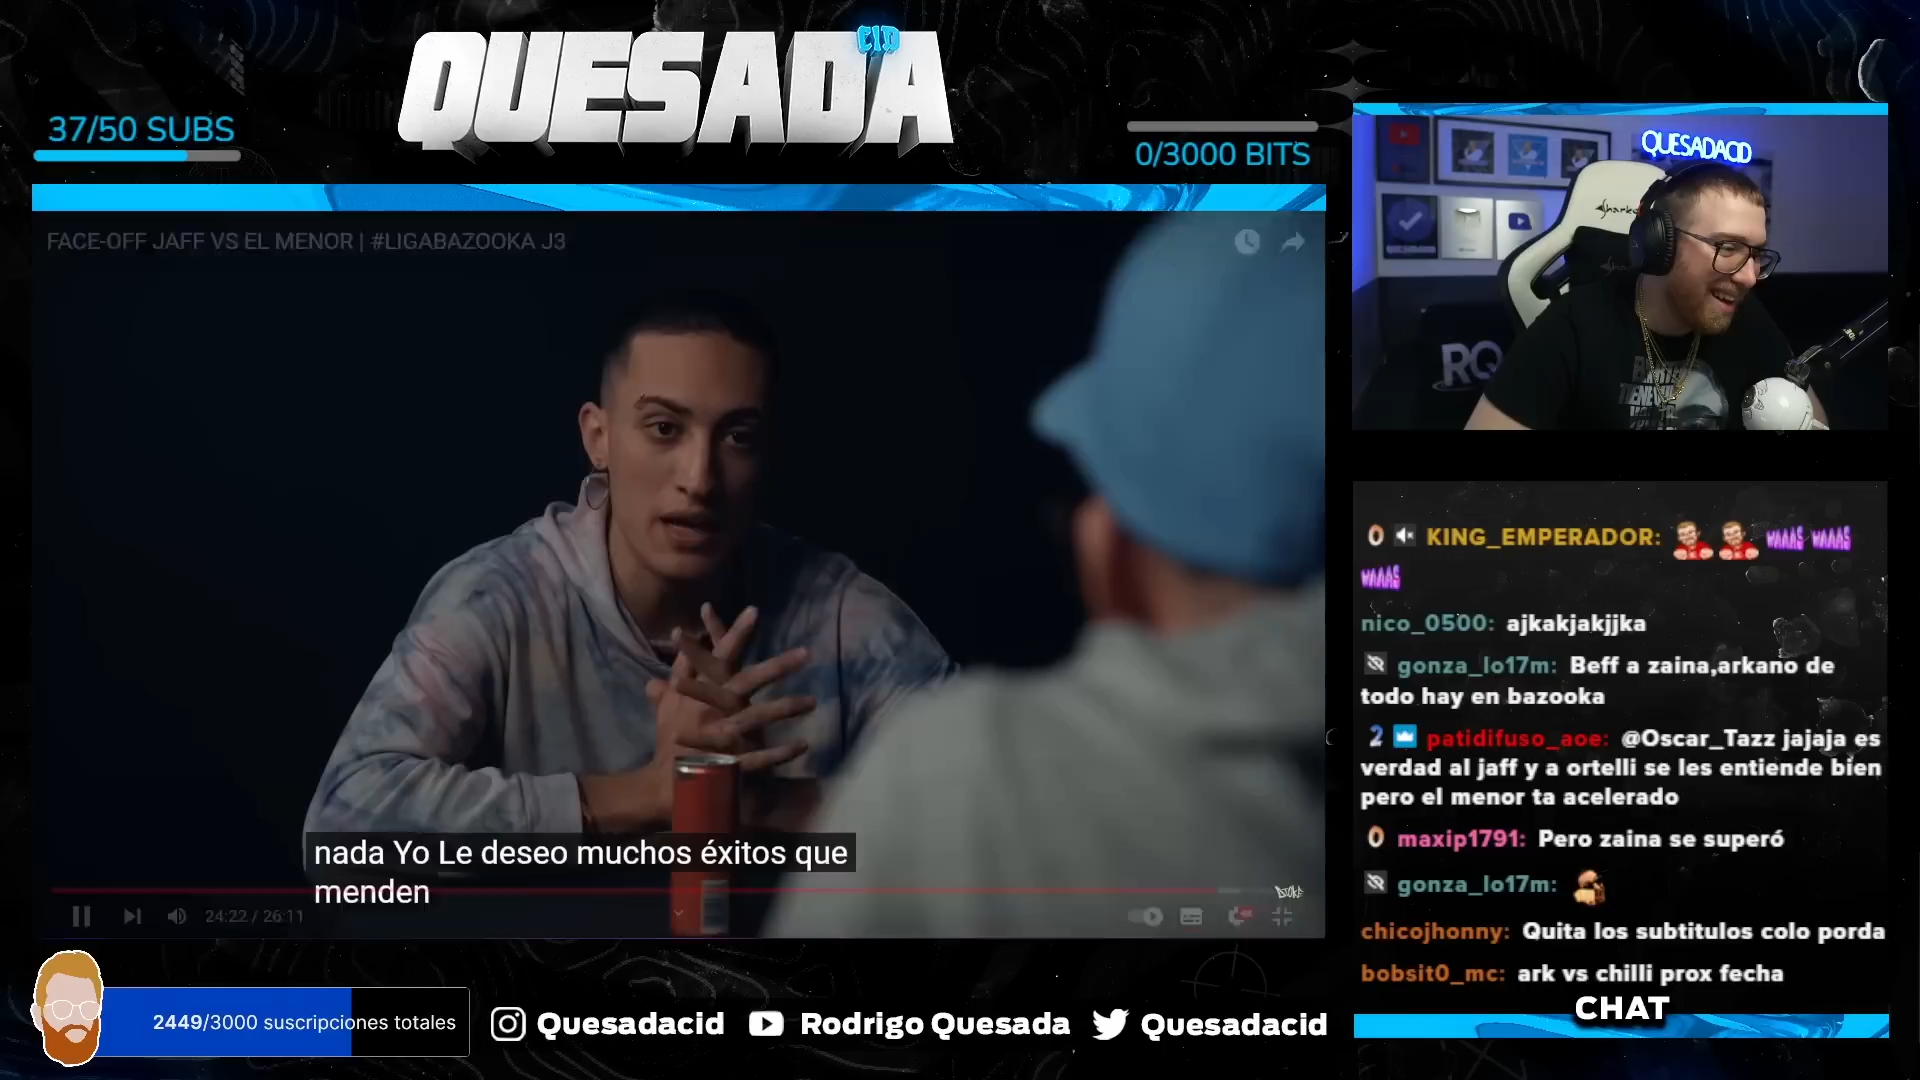 QUESADA
CID
37/50 SUBS
0/3000 BITS
FACE-OFF JAFF VS EL MENOR | #LIGABAZOOKA J3
QUESADACID
RQ
nada Yo Le deseo muchos éxitos que
menden
24:22 / 26:11
0 KING_EMPERADOR: WAAAS WAAAS
WAAAS
nico_0500: ajkakjakjjka
gonza_lo17m: Beff a zaina,arkano de
todo hay en bazooka
2 patidifuso_aoe: @Oscar_Tazz jajaja es
verdad al jaff y a ortelli se les entiende bien
pero el menor ta acelerado
0 maxip1791: Pero zaina se superó
gonza_lo17m:
chicojhonny: Quita los subtitulos colo porda
bobsit0_mc: ark vs chilli prox fecha
CHAT
2449/3000 suscripciones totales
Quesadacid
Rodrigo Quesada
Quesadacid